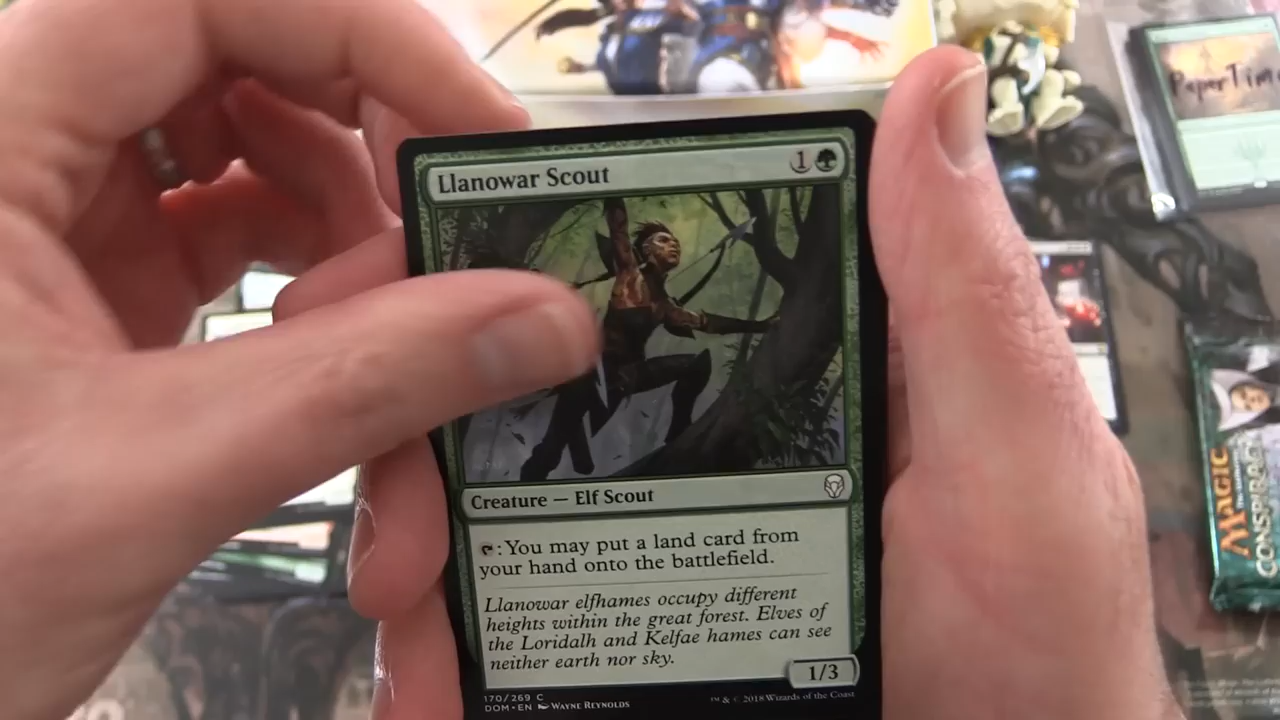 PaperTim
Llanowar Scout
1
Creature — Elf Scout
:You may put a land card from
your hand onto the battlefield.
Llanowar elfhames occupy different
heights within the great forest. Elves of
the Loridalh and Kelfae hames can see
neither earth nor sky.
1/3
170/269 C
DOM • EN WAYNE REYNOLDS
™ & © 2018 Wizards of the Coast
MAGIC
CONSPIRACY